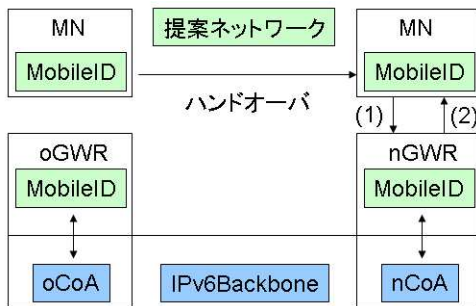 MN
提案ネットワーク
MN
MobileID
MobileID
ハンドオーバ
(1)
(2)
oGWR
nGWR
MobileID
MobileID
oCoA
IPv6Backbone
nCoA